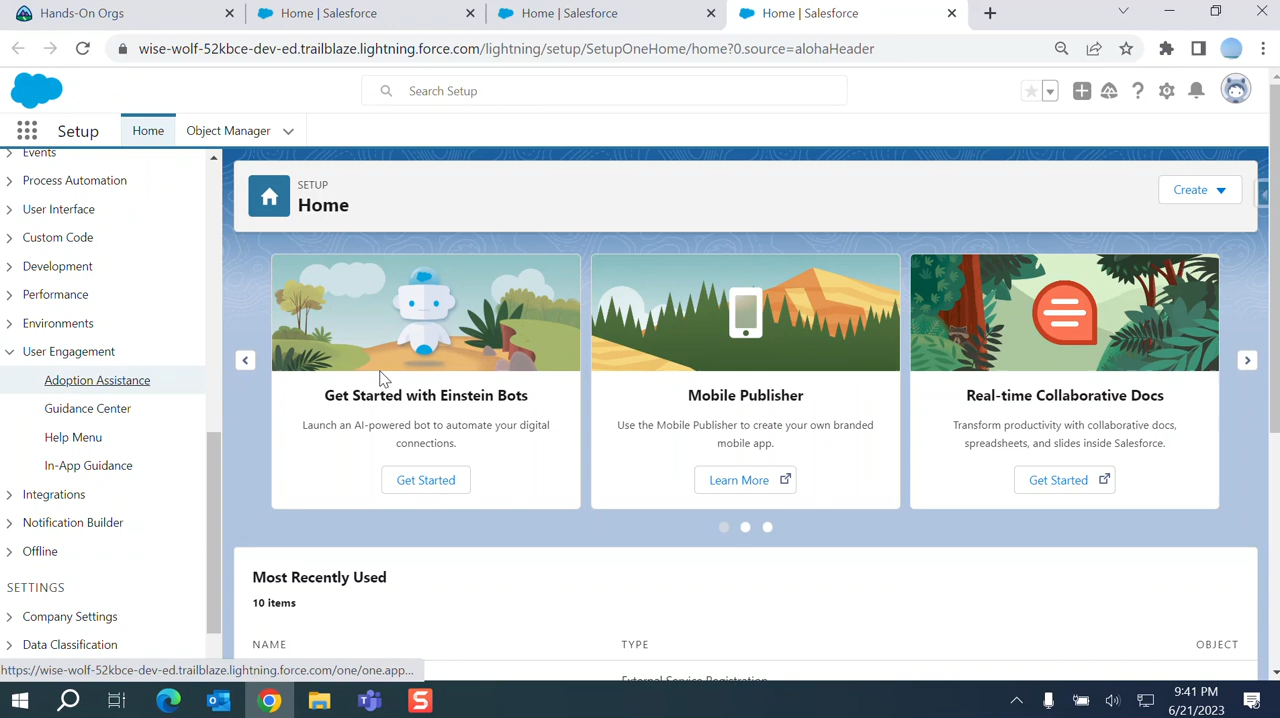 Hands-On Orgs
Home | Salesforce
Home | Salesforce
Home | Salesforce
wise-wolf-52kbce-dev-ed.trailblaze.lightning.force.com/lightning/setup/SetupOneHome/home?0.source=alohaHeader
Search Setup
Setup
Home
Object Manager
Events
Process Automation
User Interface
Custom Code
Development
Performance
Environments
User Engagement
Adoption Assistance
Guidance Center
Help Menu
In-App Guidance
Integrations
Notification Builder
Offline
SETTINGS
Company Settings
Data Classification
https://wise-wolf-52kbce-dev-ed.trailblaze.lightning.force.com/one/one.app...
SETUP
Home
Create
Get Started with Einstein Bots
Launch an AI-powered bot to automate your digital
connections.
Get Started
Mobile Publisher
Use the Mobile Publisher to create your own branded
mobile app.
Learn More
Real-time Collaborative Docs
Transform productivity with collaborative docs,
spreadsheets, and slides inside Salesforce.
Get Started
Most Recently Used
10 items
NAME
TYPE
OBJECT
External Service Registration
9:41 PM
6/21/2023